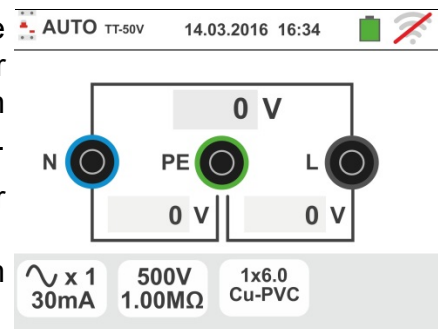 AUTO TT-50V 14.03.2016 16:34
0 V
N PE L
0 V 0 V
x 1 500V 1x6.0
30mA 1.00MΩ Cu-PVC